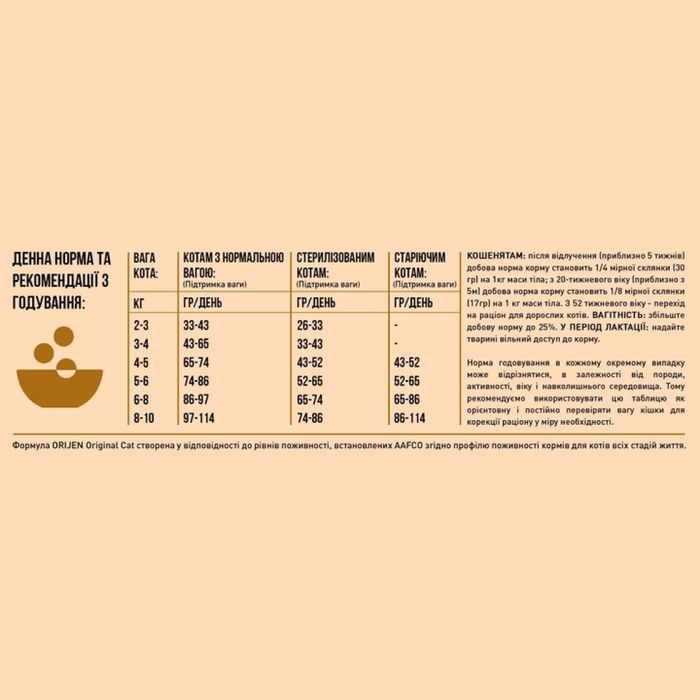 ДЕННА НОРМА ТА
РЕКОМЕНДАЦІЇ З
ГОДУВАННЯ:
ВАГА
КОТА:
КГ
2-3
3-4
4-5
5-6
6-8
8-10
КОТАМ З НОРМАЛЬНОЮ
ВАГОЮ:
(Підтримка ваги)
ГР/ДЕНЬ
33-43
43-65
65-74
74-86
86-97
97-114
СТЕРИЛІЗОВАНИМ
КОТАМ:
(Підтримка ваги)
ГР/ДЕНЬ
26-33
33-43
43-52
52-65
65-74
74-86
СТАРІЮЧИМ
КОТАМ:
(Підтримка ваги)
ГР/ДЕНЬ
-
-
43-52
52-65
65-86
86-114
КОШЕНЯТАМ: після відлучення (приблизно 5 тижнів)
добова норма корму становить 1/4 мірної склянки (30
гр) на 1кг маси тіла; з 20-тижневого віку (приблизно з
5м) добова норма корму становить 1/8 мірної склянки
(17гр) на 1 кг маси тіла. З 52 тижневого віку - перехід
на раціон для дорослих котів. ВАГІТНІСТЬ: збільште
добову норму до 25%. У ПЕРІОД ЛАКТАЦІЇ: надайте
тварині вільний доступ до корму.
Норма годовування в кожному окремому випадку
може відрізнятися, в залежності від породи,
активності, віку і навколишнього середовища. Тому
рекомендуємо використовувати цю таблицю як
орієнтовну і постійно перевіряти вагу кішки для
корекції раціону у міру необхідності.
Формула ORIJEN Original Cat створена у відповідності до рівнів поживності, встановлених AAFCO згідно профілю поживності кормів для котів всіх стадій життя.